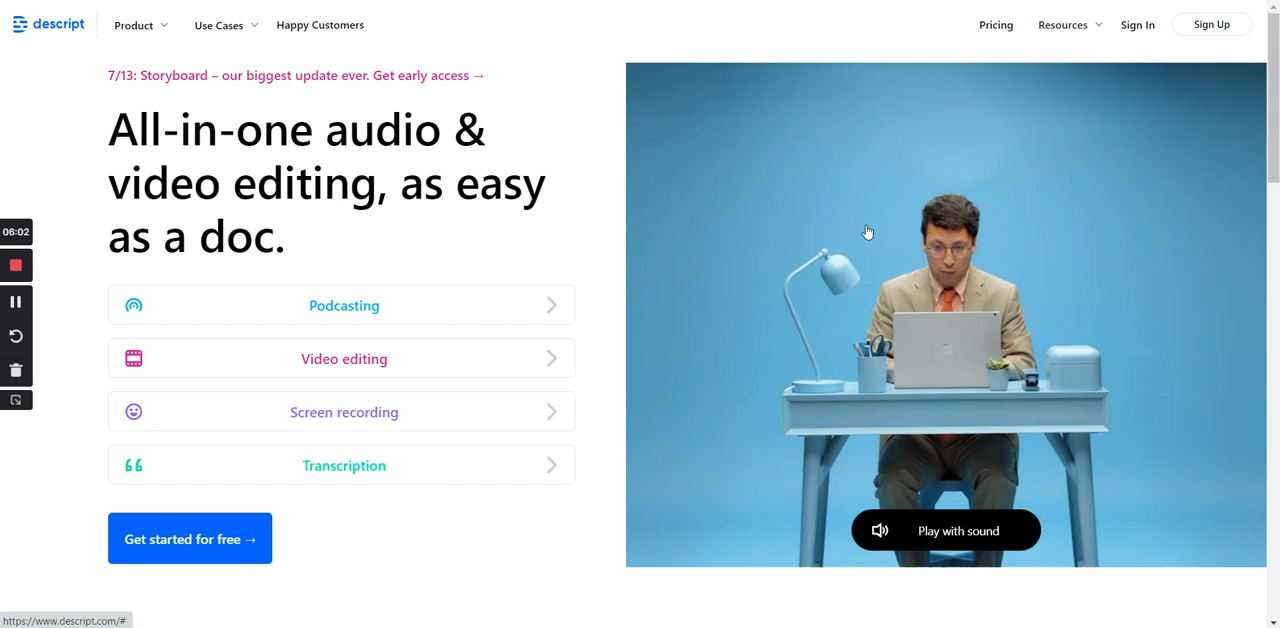 descript
Product
Use Cases
Happy Customers
Pricing
Resources
Sign In
Sign Up
7/13: Storyboard – our biggest update ever. Get early access →
All-in-one audio &
video editing, as easy
as a doc.
06:02
Podcasting
Video editing
Screen recording
Transcription
Get started for free →
Play with sound
https://www.descript.com/#